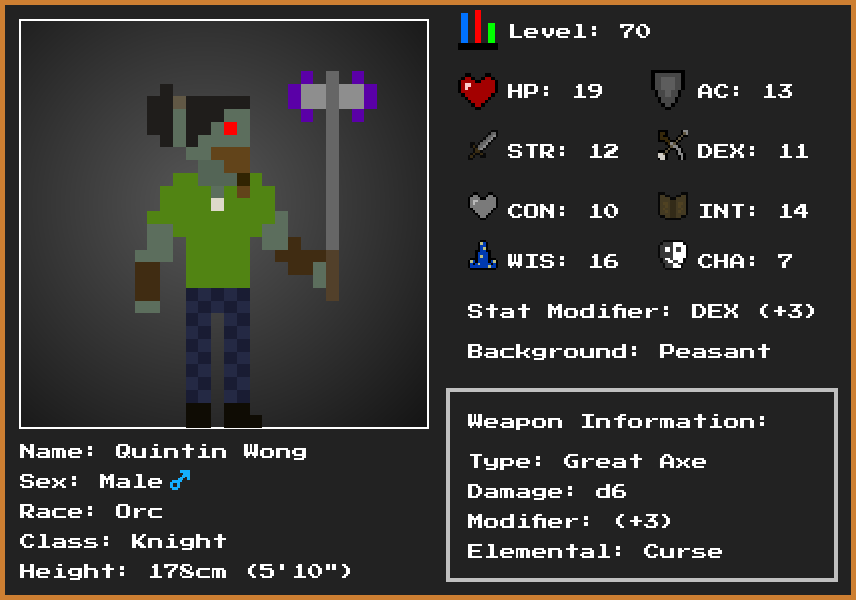 Level: 70
HP: 19
AC: 13
STR: 12
DEX: 11
CON: 10
INT: 14
WIS: 16
CHA: 7
Stat Modifier: DEX (+3)
Background: Peasant
Weapon Information:
Type: Great Axe
Damage: d6
Modifier: (+3)
Elemental: Curse
Name: Quintin Wong
Sex: Male ♂
Race: Orc
Class: Knight
Height: 178cm (5'10")